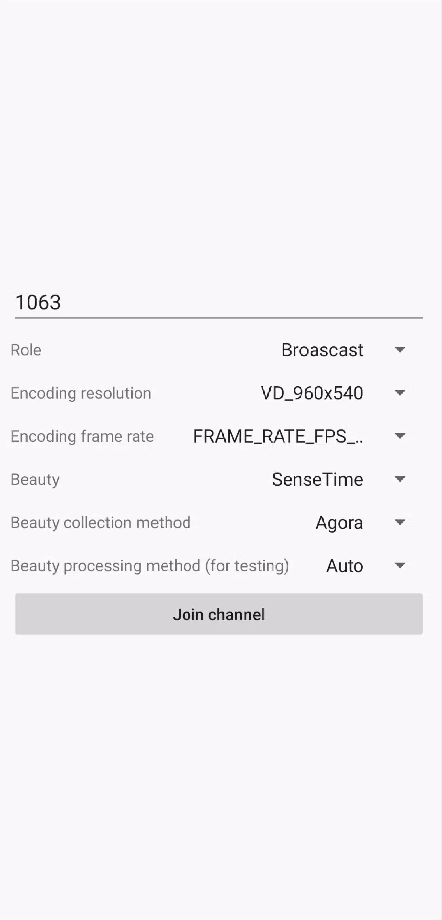 1063
Role Broascast
Encoding resolution VD_960x540
Encoding frame rate FRAME_RATE_FPS_..
Beauty SenseTime
Beauty collection method Agora
Beauty processing method (for testing) Auto
Join channel